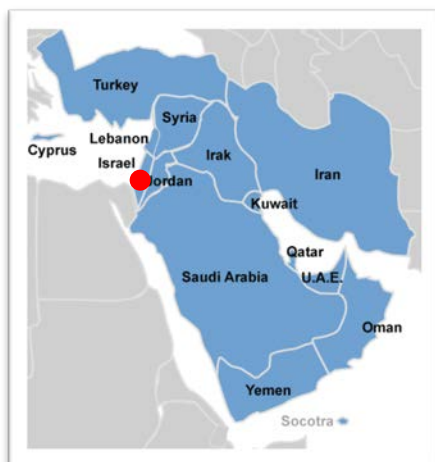 Turkey
Syria
Lebanon
Cyprus
Israel
Irak
Iran
Jordan
Kuwait
Qatar
Saudi Arabia
U.A.E.
Oman
Yemen
Socotra